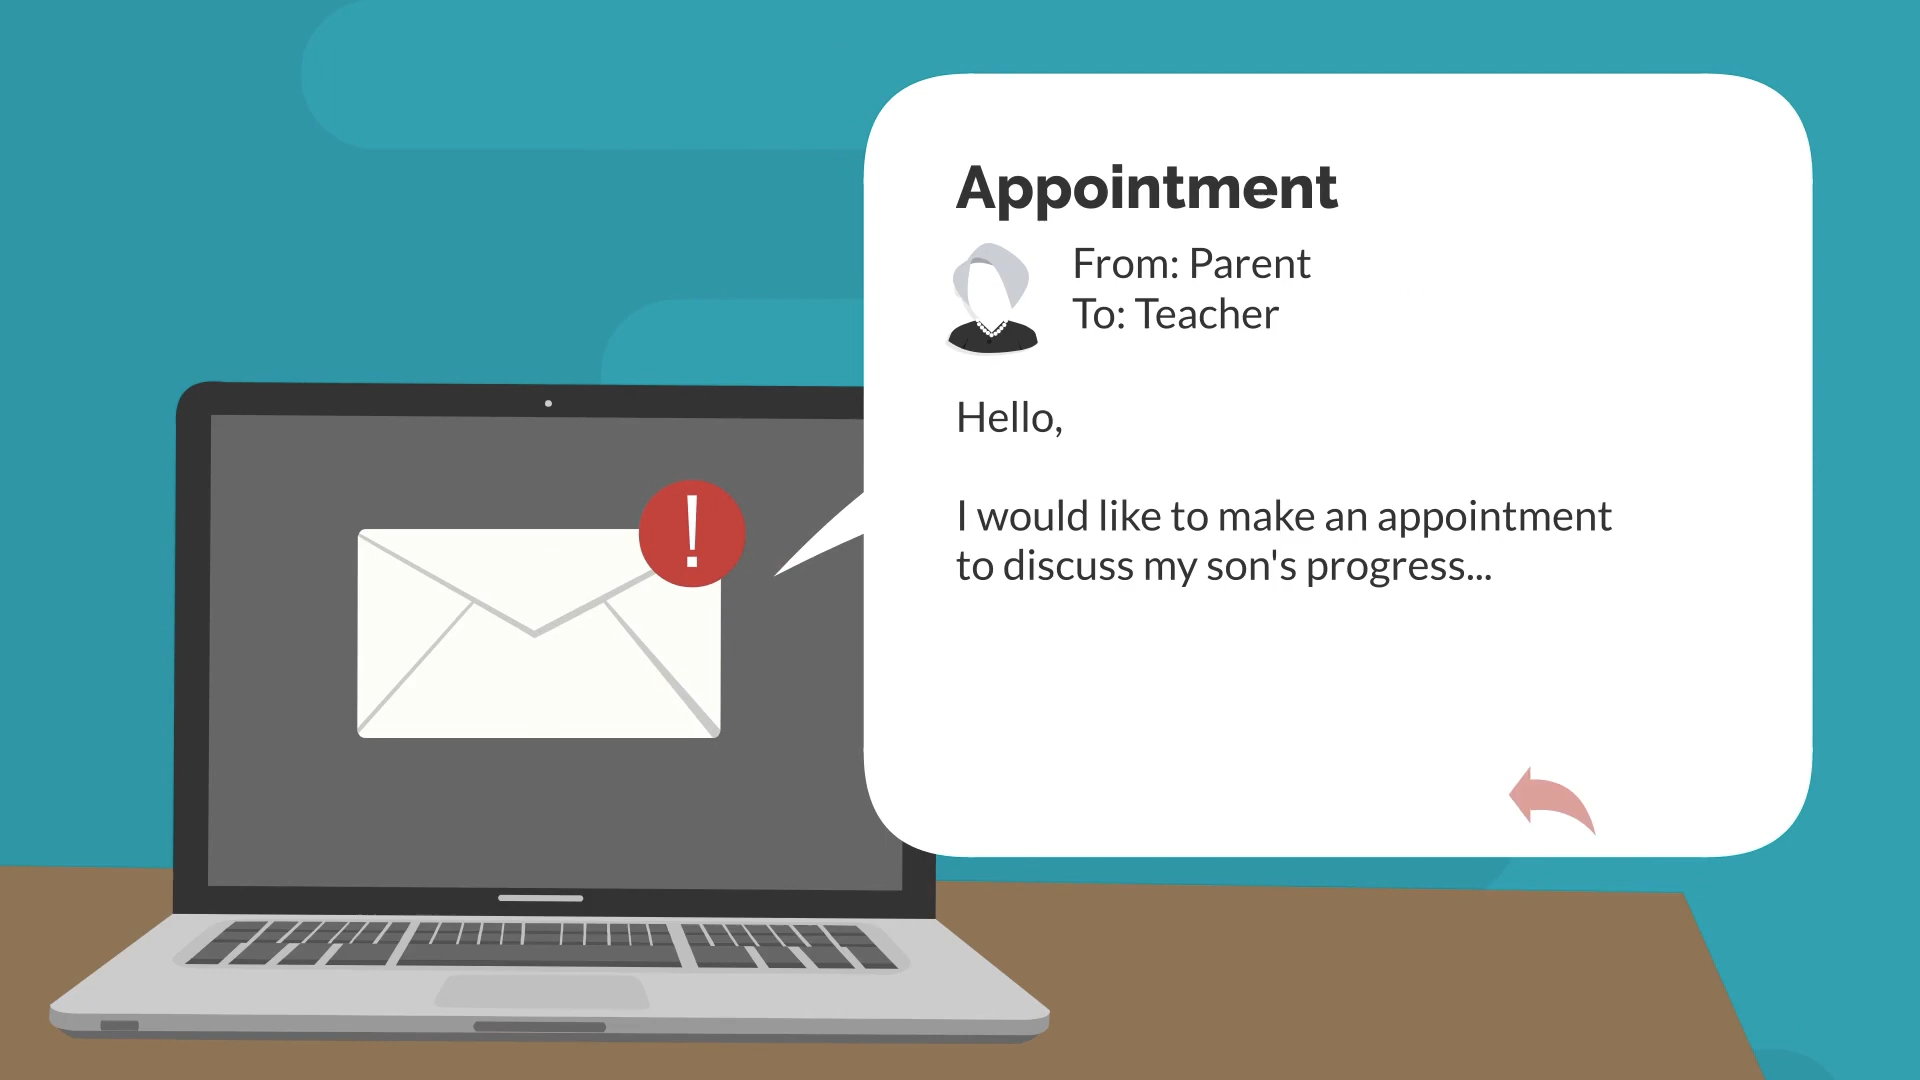 Appointment
From: Parent
To: Teacher
Hello,
I would like to make an appointment
to discuss my son's progress...
!